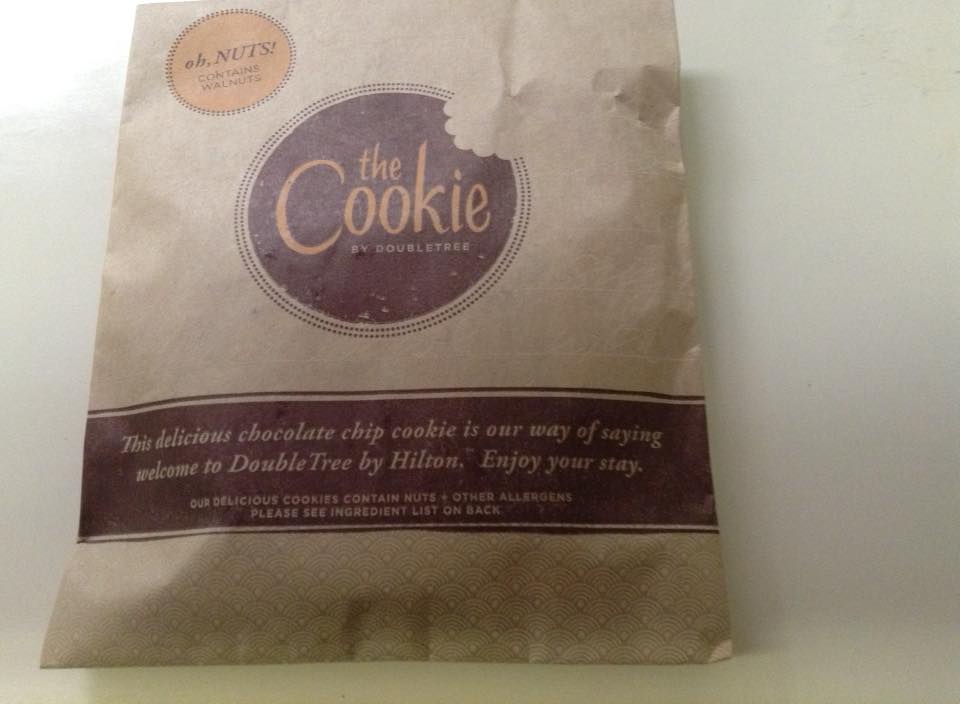 oh, NUTS!
CONTAINS
WALNUTS
the
Cookie
BY DOUBLETREE
This delicious chocolate chip cookie is our way of saying
welcome to DoubleTree by Hilton.™ Enjoy your stay.
OUR DELICIOUS COOKIES CONTAIN NUTS + OTHER ALLERGENS
PLEASE SEE INGREDIENT LIST ON BACK